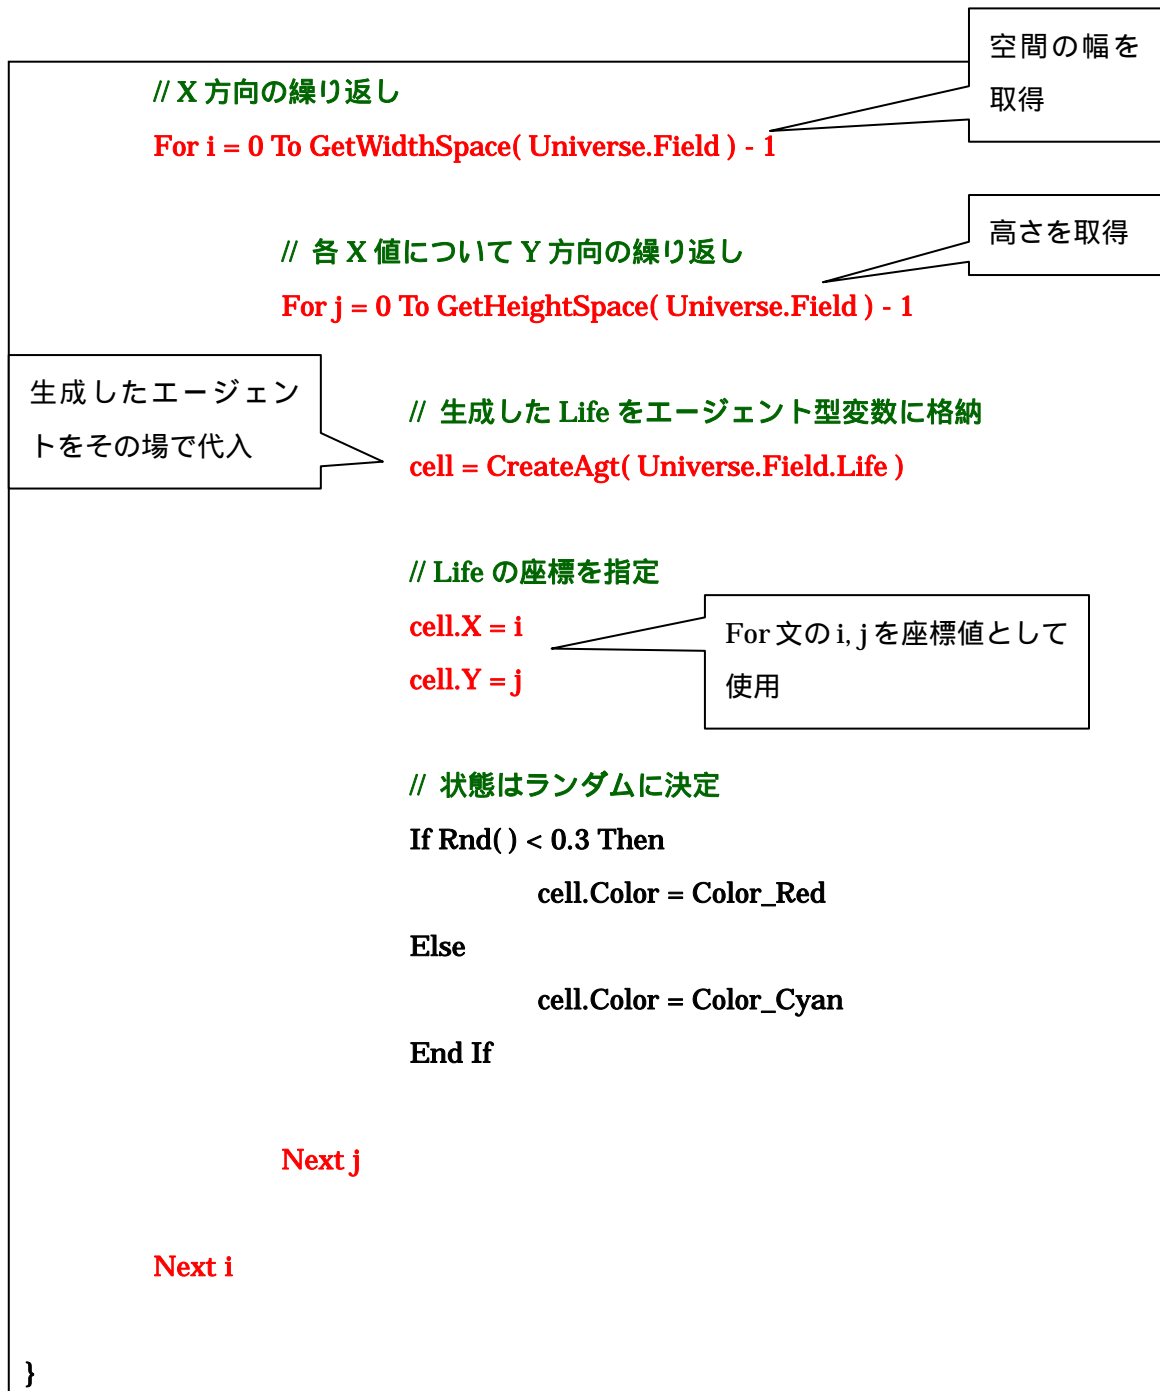 空間の幅を
取得
// X 方向の繰り返し
For i = 0 To GetWidthSpace( Universe.Field ) - 1
高さを取得
// 各 X 値について Y 方向の繰り返し
For j = 0 To GetHeightSpace( Universe.Field ) - 1
生成したエージェン
トをその場で代入
// 生成した Life をエージェント型変数に格納
cell = CreateAgt( Universe.Field.Life )
// Life の座標を指定
cell.X = i
cell.Y = j
For 文の i, j を座標値として
使用
// 状態はランダムに決定
If Rnd( ) < 0.3 Then
cell.Color = Color_Red
Else
cell.Color = Color_Cyan
End If
Next j
Next i
}